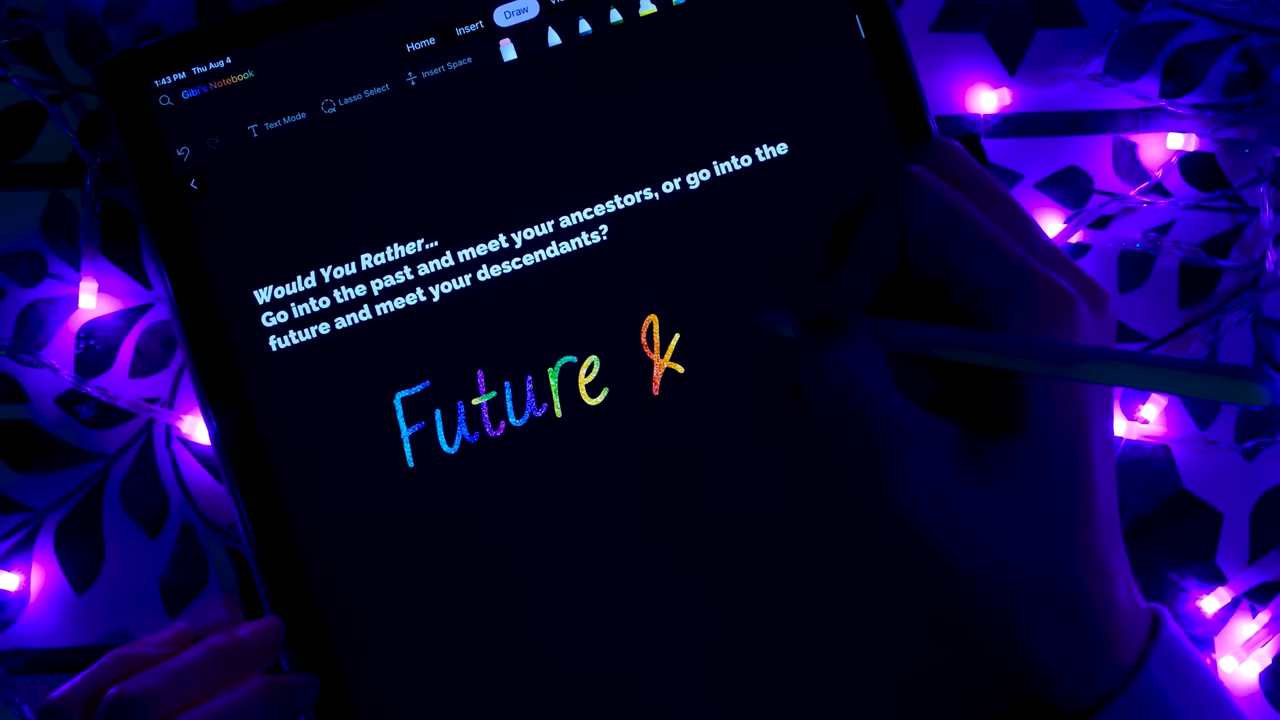 1:43 PM Thu Aug 4
Home Insert Draw
Gibi's Notebook
Text Mode Lasso Select Insert Space
Would You Rather...
Go into the past and meet your ancestors, or go into the
future and meet your descendants?
Future &